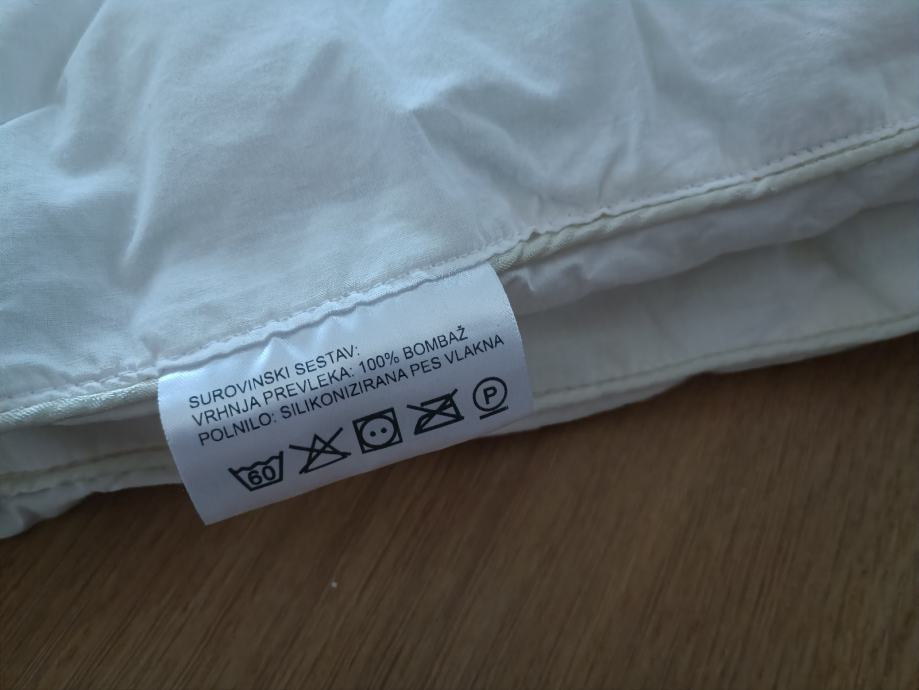 SUROVINSKI SESTAV:
VRHNJA PREVLEKA: 100% BOMBAŽ
POLNILO: SILIKONIZIRANA PES VLAKNA
60 P